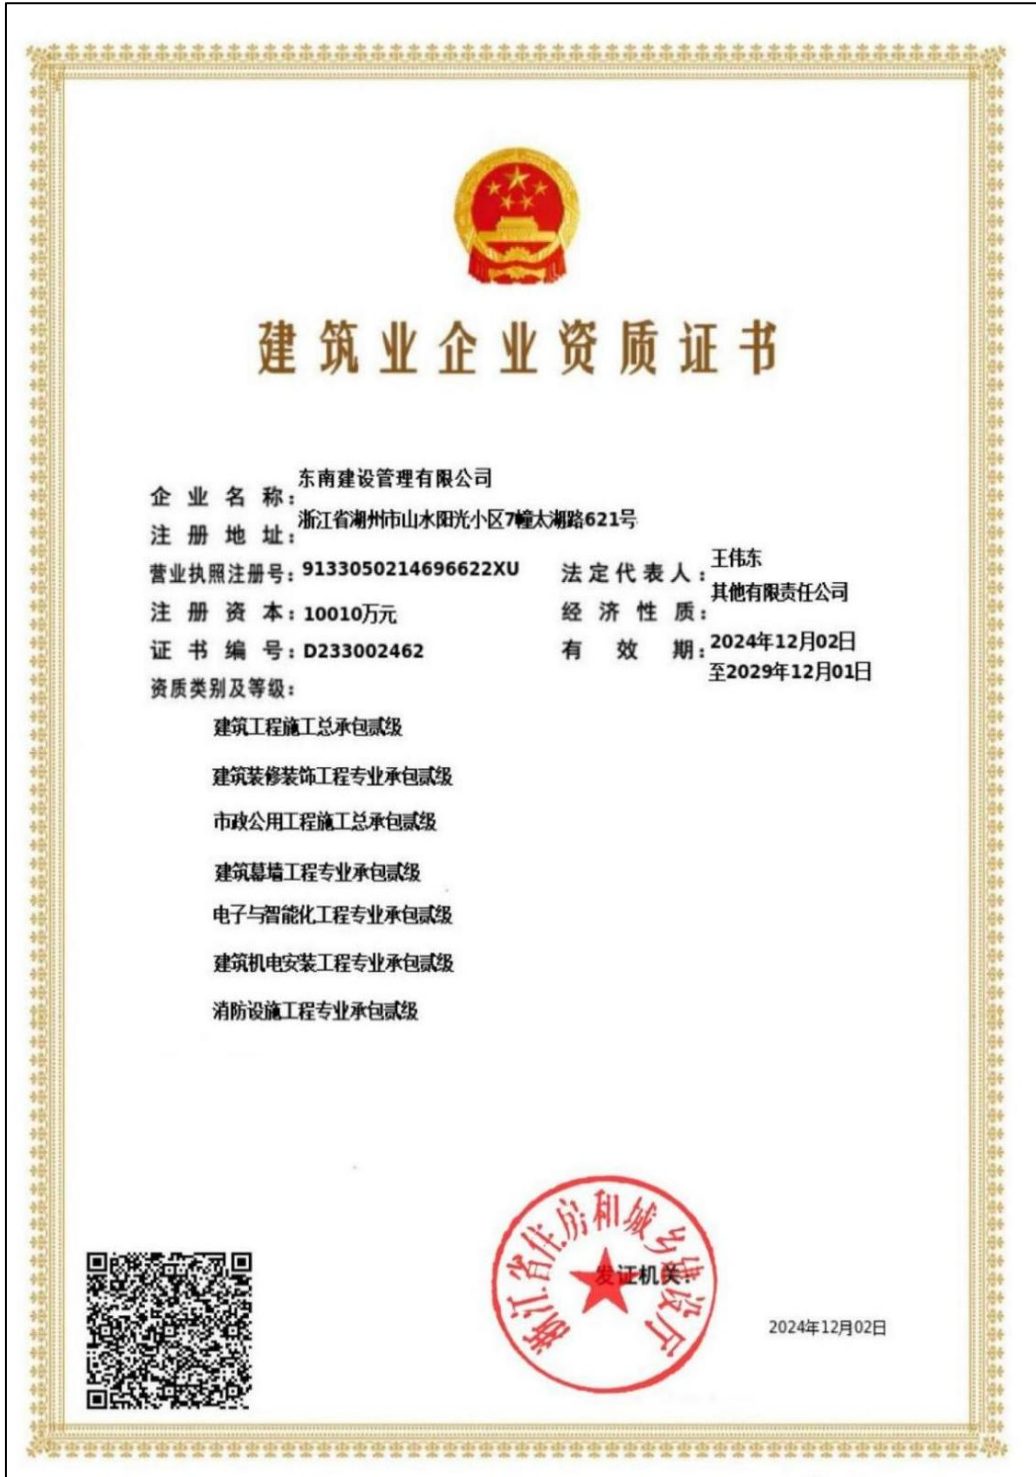 建筑业企业资质证书
企业名称：东南建设管理有限公司
注册地址：浙江省湖州市山水阳光小区7幢太湖路621号
营业执照注册号：9133050214696622XU
法定代表人：王伟东
注册资本：10010万元
经济性质：其他有限责任公司
证书编号：D233002462
有效期：2024年12月02日
至2029年12月01日
资质类别及等级：
建筑工程施工总承包贰级
建筑装修装饰工程专业承包贰级
市政公用工程施工总承包贰级
建筑幕墙工程专业承包贰级
电子与智能化工程专业承包贰级
建筑机电安装工程专业承包贰级
消防设施工程专业承包贰级
浙江省住房和城乡建设厅
发证机关：
2024年12月02日